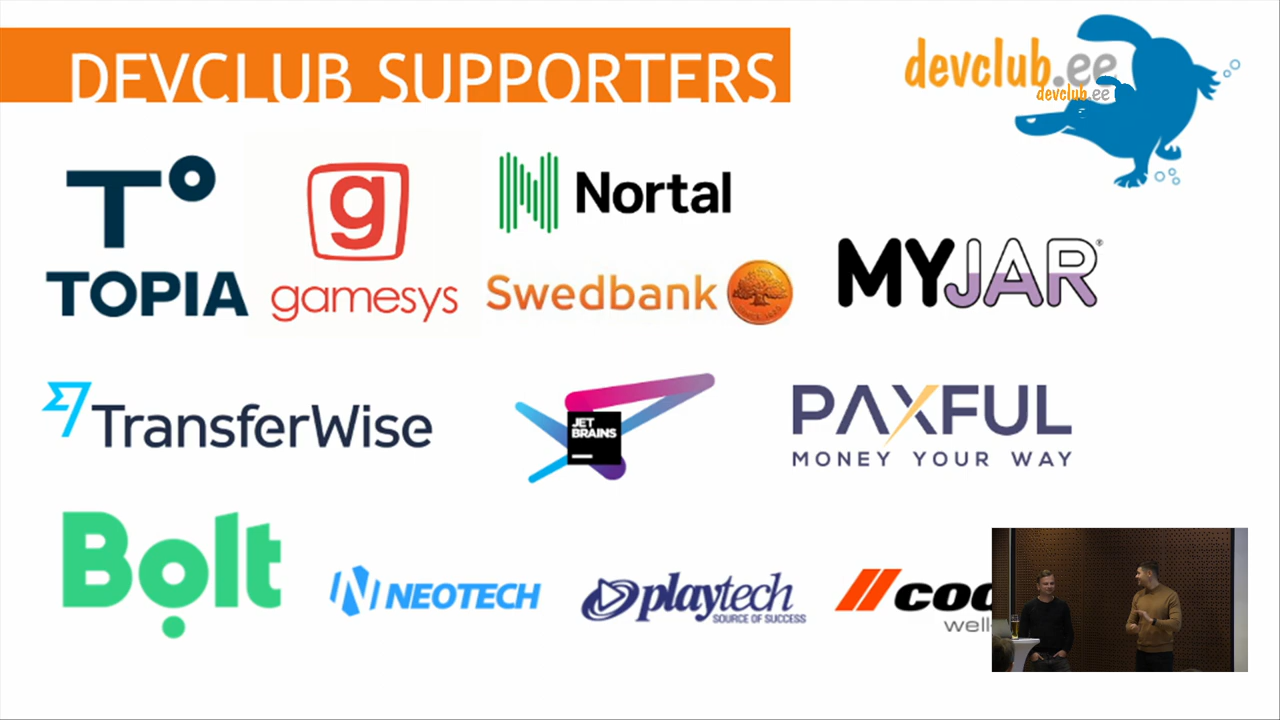 DEVCLUB SUPPORTERS
devclub.ee
devclub.ee
TOPIA
g
gamesys
Nortal
Swedbank
MYJAR®
TransferWise
JET
BRAINS
PAXFUL
MONEY YOUR WAY
Bolt
NEOTECH
playtech
SOURCE OF SUCCESS